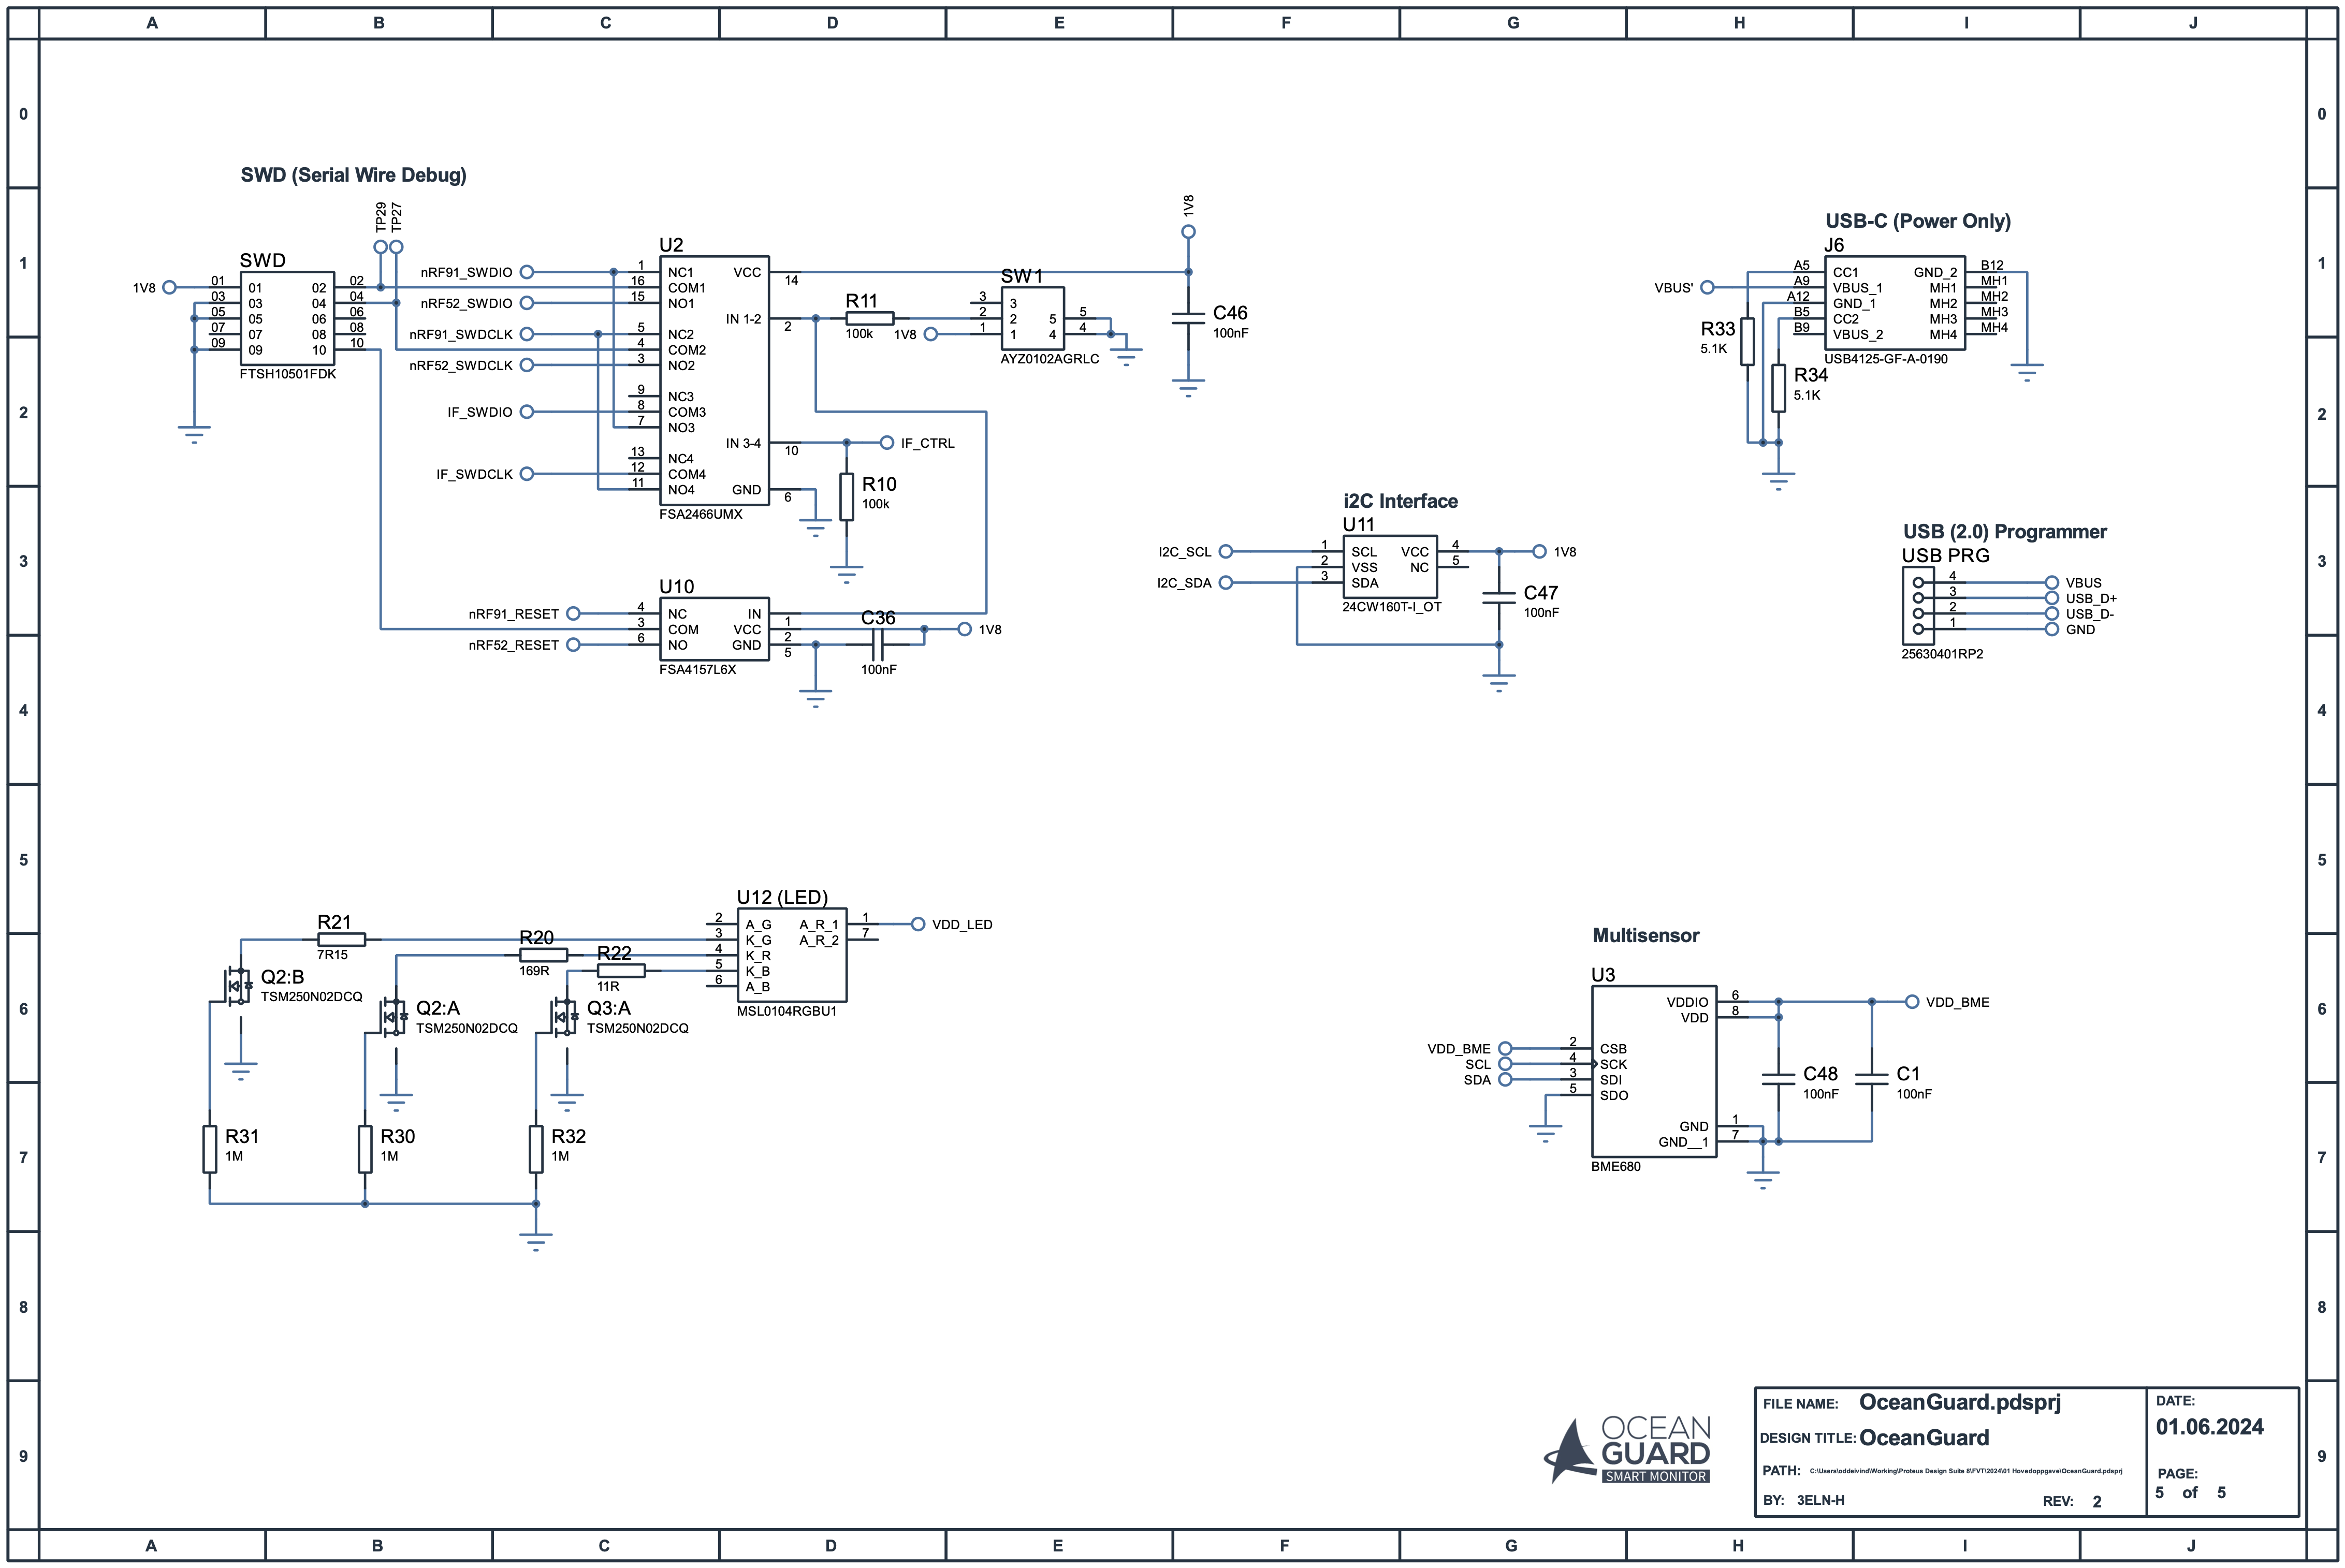 A B C D E F G H I J
0 0
1 1
2 2
3 3
4 4
5 5
6 6
7 7
8 8
9 9
A B C D E F G H I J
SWD (Serial Wire Debug)
TP29
TP27
SWD
1V8
01 01 02 02
03 03 04 04
05 05 06 06
07 07 08 08
09 09 10 10
FTSH10501FDK
U2
nRF91_SWDIO 1 NC1 VCC 14
16 COM1
nRF52_SWDIO 15 NO1
IN 1-2 2
nRF91_SWDCLK 5 NC2
4 COM2
nRF52_SWDCLK 3 NO2
9 NC3
IF_SWDIO 8 COM3
7 NO3
IN 3-4 10 IF_CTRL
13 NC4
IF_SWDCLK 12 COM4
11 NO4 GND 6
FSA2466UMX
R11
100k
R10
100k
SW1
3 3
2 2 5 5
1V8 1 1 4 4
AYZ0102AGRLC
1V8
C46
100nF
U10
nRF91_RESET 4 NC IN
3 COM VCC 1
nRF52_RESET 6 NO GND 2
5
FSA4157L6X
C36
100nF
1V8
i2C Interface
U11
I2C_SCL 1 SCL VCC 4 1V8
2 VSS NC 5
I2C_SDA 3 SDA
24CW160T-I_OT
C47
100nF
USB-C (Power Only)
J6
A5 CC1 GND_2 B12
VBUS' A9 VBUS_1 MH1 MH1
A12 GND_1 MH2 MH2
B5 CC2 MH3 MH3
B9 VBUS_2 MH4 MH4
USB4125-GF-A-0190
R33
5.1K
R34
5.1K
USB (2.0) Programmer
USB PRG
4 VBUS
3 USB_D+
2 USB_D-
1 GND
25630401RP2
U12 (LED)
2 A_G A_R_1 1 VDD_LED
3 K_G A_R_2 7
4 K_R
5 K_B
6 A_B
MSL0104RGBU1
R21
7R15
R20
169R
R22
11R
Q2:B
TSM250N02DCQ
Q2:A
TSM250N02DCQ
Q3:A
TSM250N02DCQ
R31
1M
R30
1M
R32
1M
Multisensor
U3
VDDIO 6 VDD_BME
VDD 8
VDD_BME 2 CSB
SCL 4 SCK
SDA 3 SDI
5 SDO
GND 1
GND__1 7
BME680
C48
100nF
C1
100nF
OCEAN
GUARD
SMART MONITOR
FILE NAME: OceanGuard.pdsprj
DESIGN TITLE: OceanGuard
PATH: C:\Users\oddeivind\Working\Proteus Design Suite 8\FVT\2024\01 Hovedoppgave\OceanGuard.pdsprj
BY: 3ELN-H REV: 2
DATE:
01.06.2024
PAGE:
5 of 5